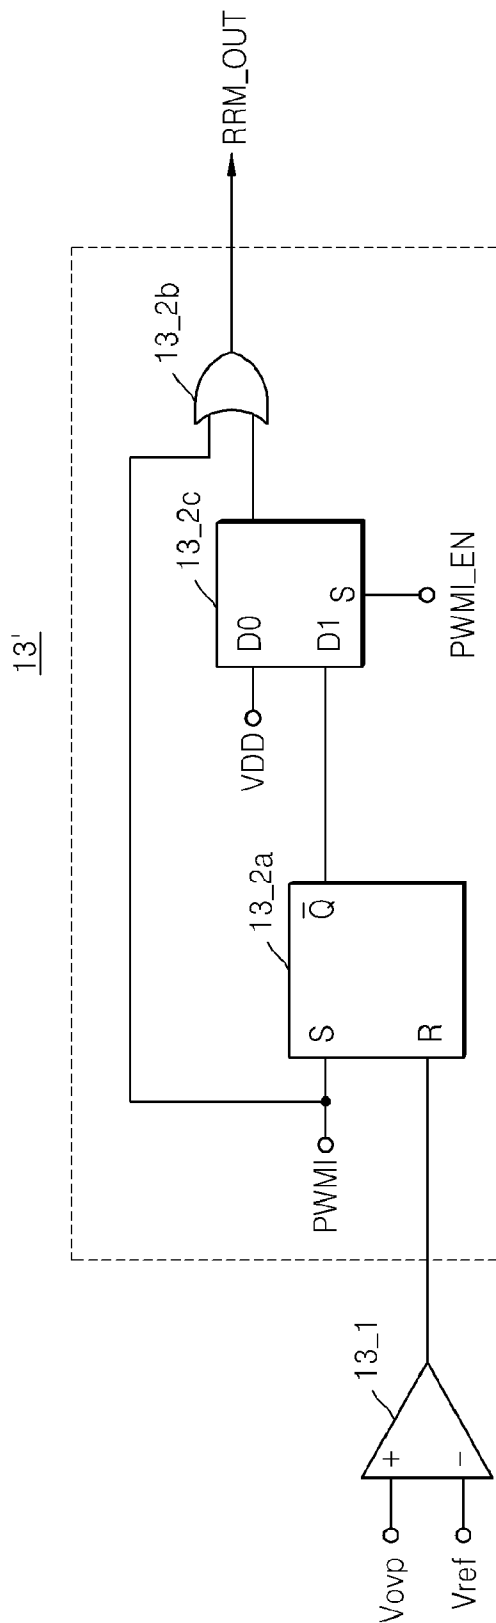 13'
Vovp
Vref
+
−
13_1
PWMI
S
R
Q̅
13_2a
VDD
D0
D1
S
13_2c
PWMI_EN
13_2b
RRM_OUT